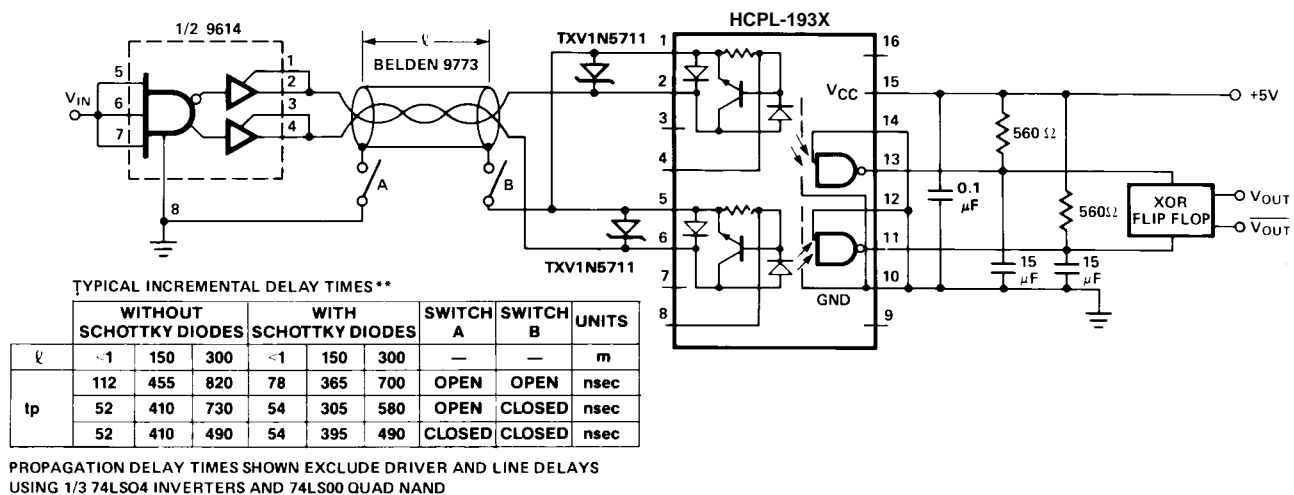 HCPL-193X
1/2 9614
ℓ
TXV1N5711
BELDEN 9773
1
2
3
4
5
6
7
8
VIN
A
B
1
2
3
4
5
6
7
8
16
15
14
13
12
11
10
9
VCC
GND
TXV1N5711
+5V
560 Ω
560Ω
0.1
µF
15
µF
15
µF
XOR
FLIP FLOP
VOUT
VOUT
TYPICAL INCREMENTAL DELAY TIMES**
WITHOUT SCHOTTKY DIODES WITH SCHOTTKY DIODES SWITCH A SWITCH B UNITS
ℓ <1 150 300 <1 150 300 — — m
tp 112 455 820 78 365 700 OPEN OPEN nsec
52 410 730 54 305 580 OPEN CLOSED nsec
52 410 490 54 395 490 CLOSED CLOSED nsec
PROPAGATION DELAY TIMES SHOWN EXCLUDE DRIVER AND LINE DELAYS
USING 1/3 74LSO4 INVERTERS AND 74LS00 QUAD NAND